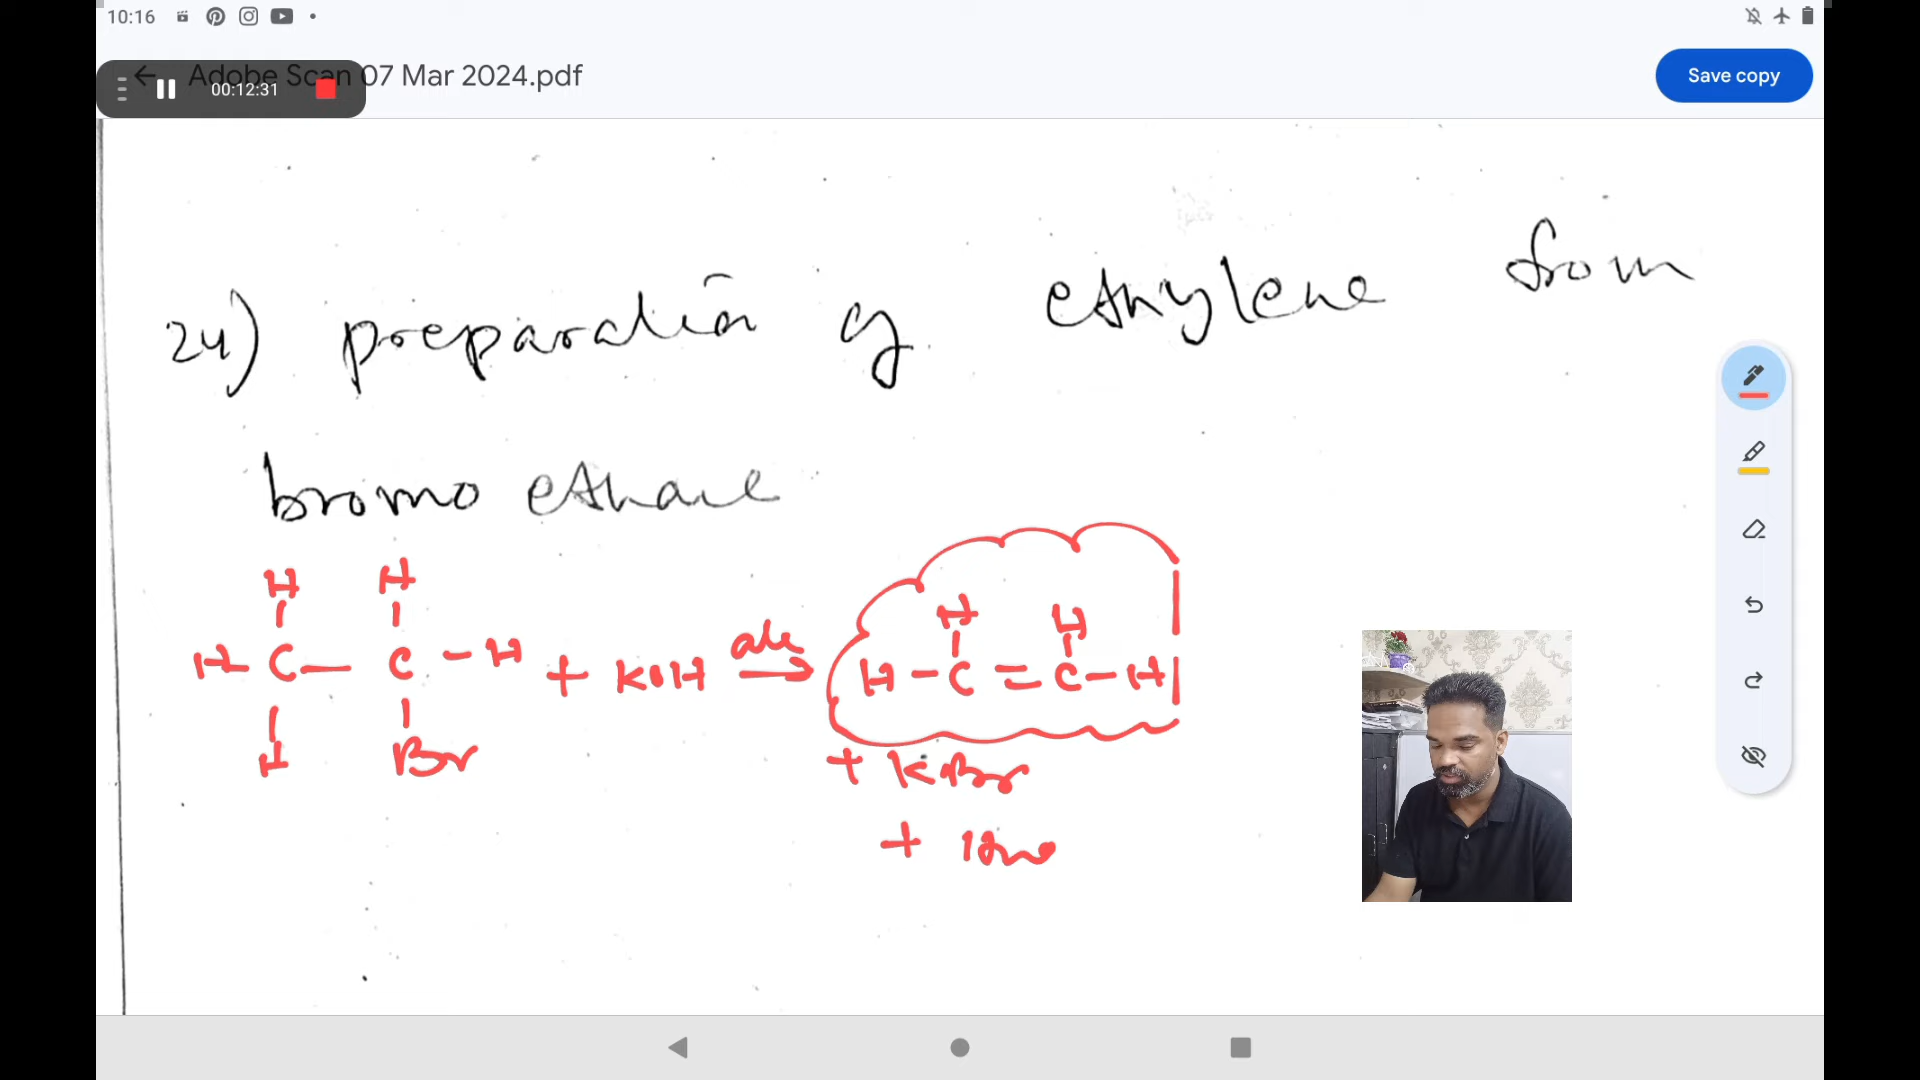 10:16
Adobe Scan 07 Mar 2024.pdf
00:12:31
Save copy
24) preparation of ethylene from
bromo ethane
H H H H
H - C - C - H + KOH alc → H - C = C - H
H Br
+ KBr
+ H2O